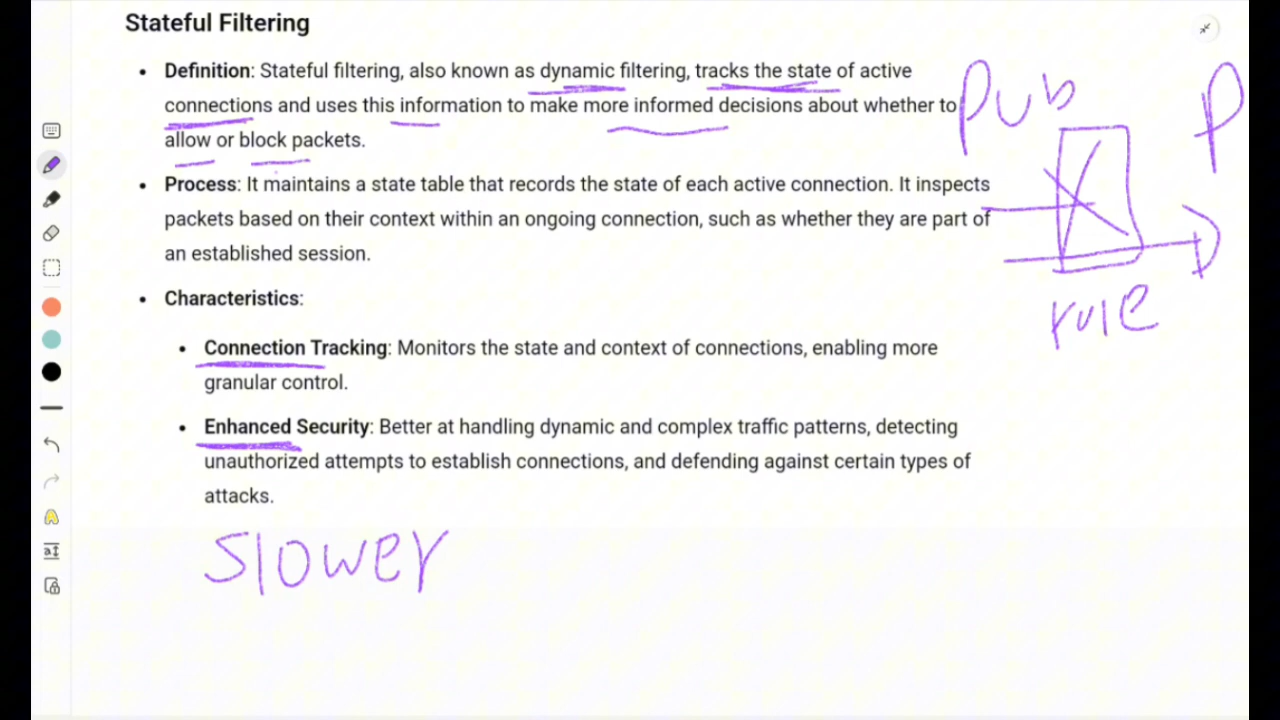 Stateful Filtering
• Definition: Stateful filtering, also known as dynamic filtering, tracks the state of active
connections and uses this information to make more informed decisions about whether to
allow or block packets.
• Process: It maintains a state table that records the state of each active connection. It inspects
packets based on their context within an ongoing connection, such as whether they are part of
an established session.
• Characteristics:
• Connection Tracking: Monitors the state and context of connections, enabling more
granular control.
• Enhanced Security: Better at handling dynamic and complex traffic patterns, detecting
unauthorized attempts to establish connections, and defending against certain types of
attacks.
slower
Pub
P
rule